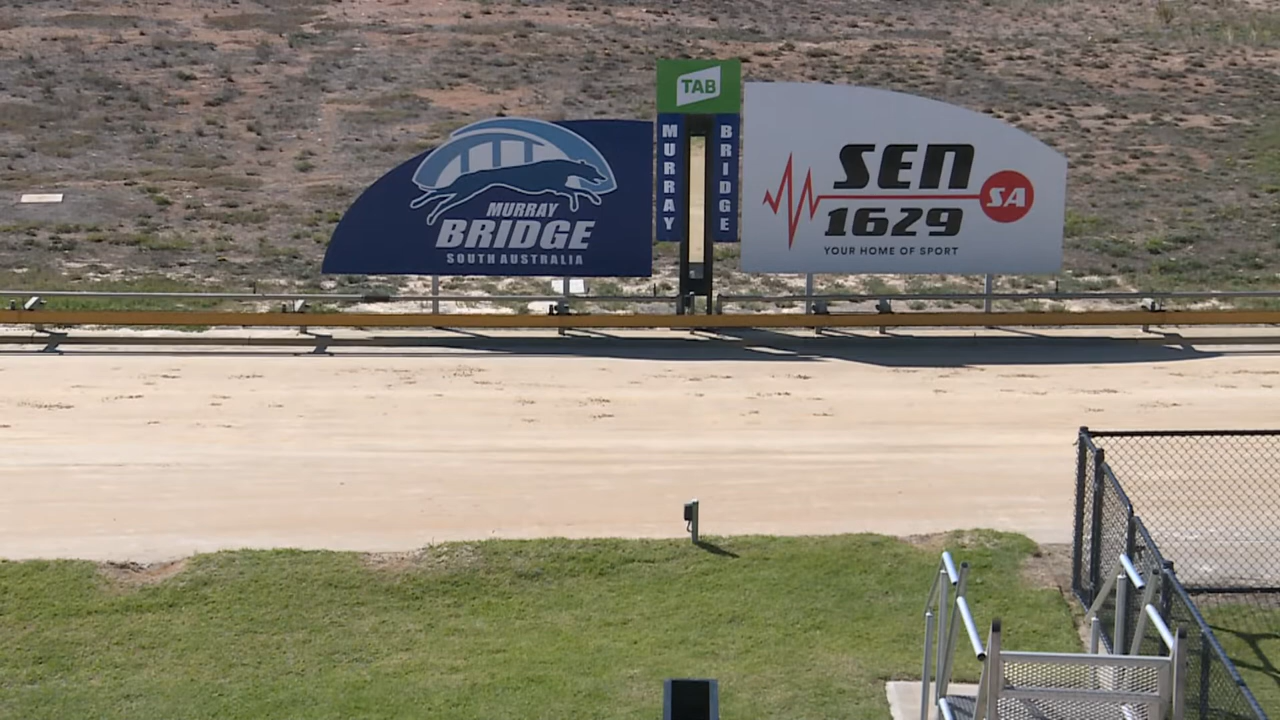 TAB
MURRAY
BRIDGE
MURRAY
BRIDGE
SOUTH AUSTRALIA
SEN
SA
1629
YOUR HOME OF SPORT